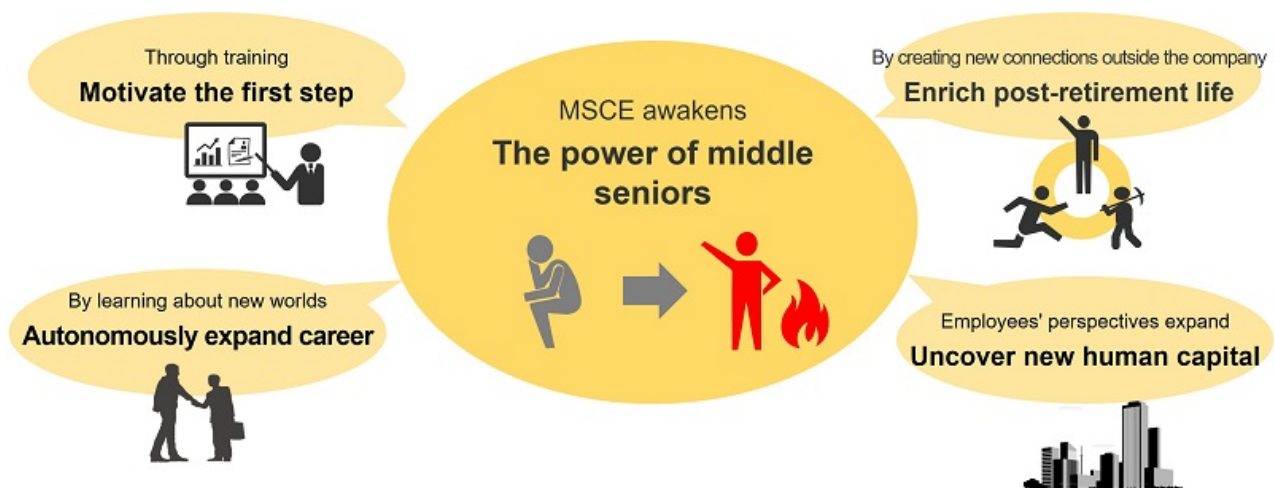 Through training
Motivate the first step
By creating new connections outside the company
Enrich post-retirement life
MSCE awakens
The power of middle
seniors
By learning about new worlds
Autonomously expand career
Employees' perspectives expand
Uncover new human capital